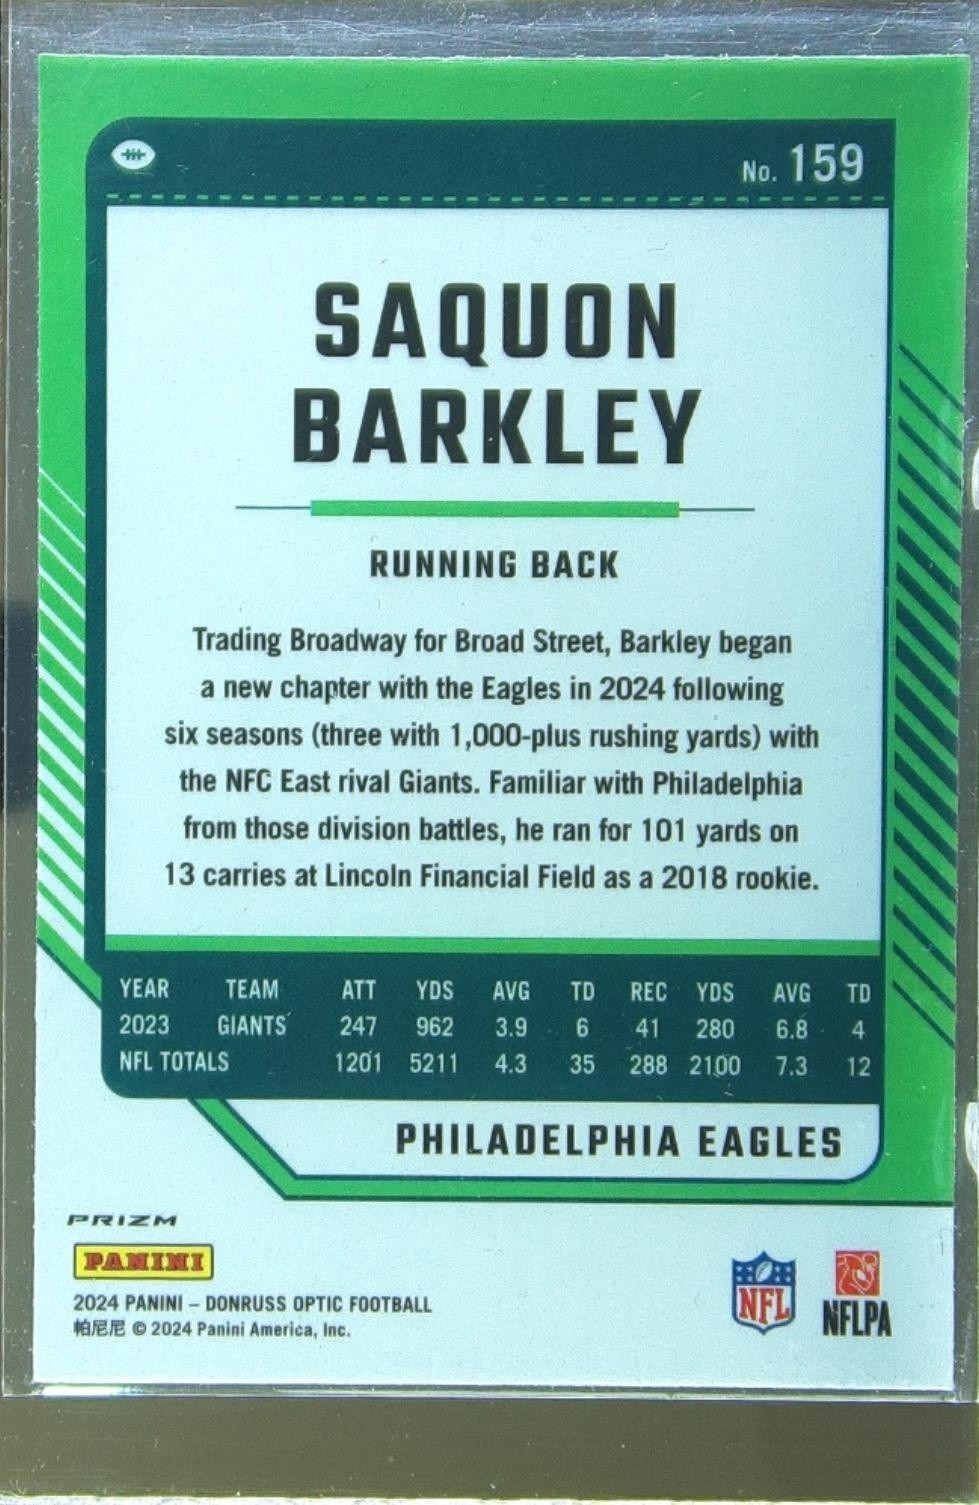 No. 159
SAQUON
BARKLEY
RUNNING BACK
Trading Broadway for Broad Street, Barkley began
a new chapter with the Eagles in 2024 following
six seasons (three with 1,000-plus rushing yards) with
the NFC East rival Giants. Familiar with Philadelphia
from those division battles, he ran for 101 yards on
13 carries at Lincoln Financial Field as a 2018 rookie.
YEAR TEAM ATT YDS AVG TD REC YDS AVG TD
2023 GIANTS 247 962 3.9 6 41 280 6.8 4
NFL TOTALS 1201 5211 4.3 35 288 2100 7.3 12
PHILADELPHIA EAGLES
PRIZM
PANINI
2024 PANINI – DONRUSS OPTIC FOOTBALL
帕尼尼 © 2024 Panini America, Inc.
NFL
NFLPA